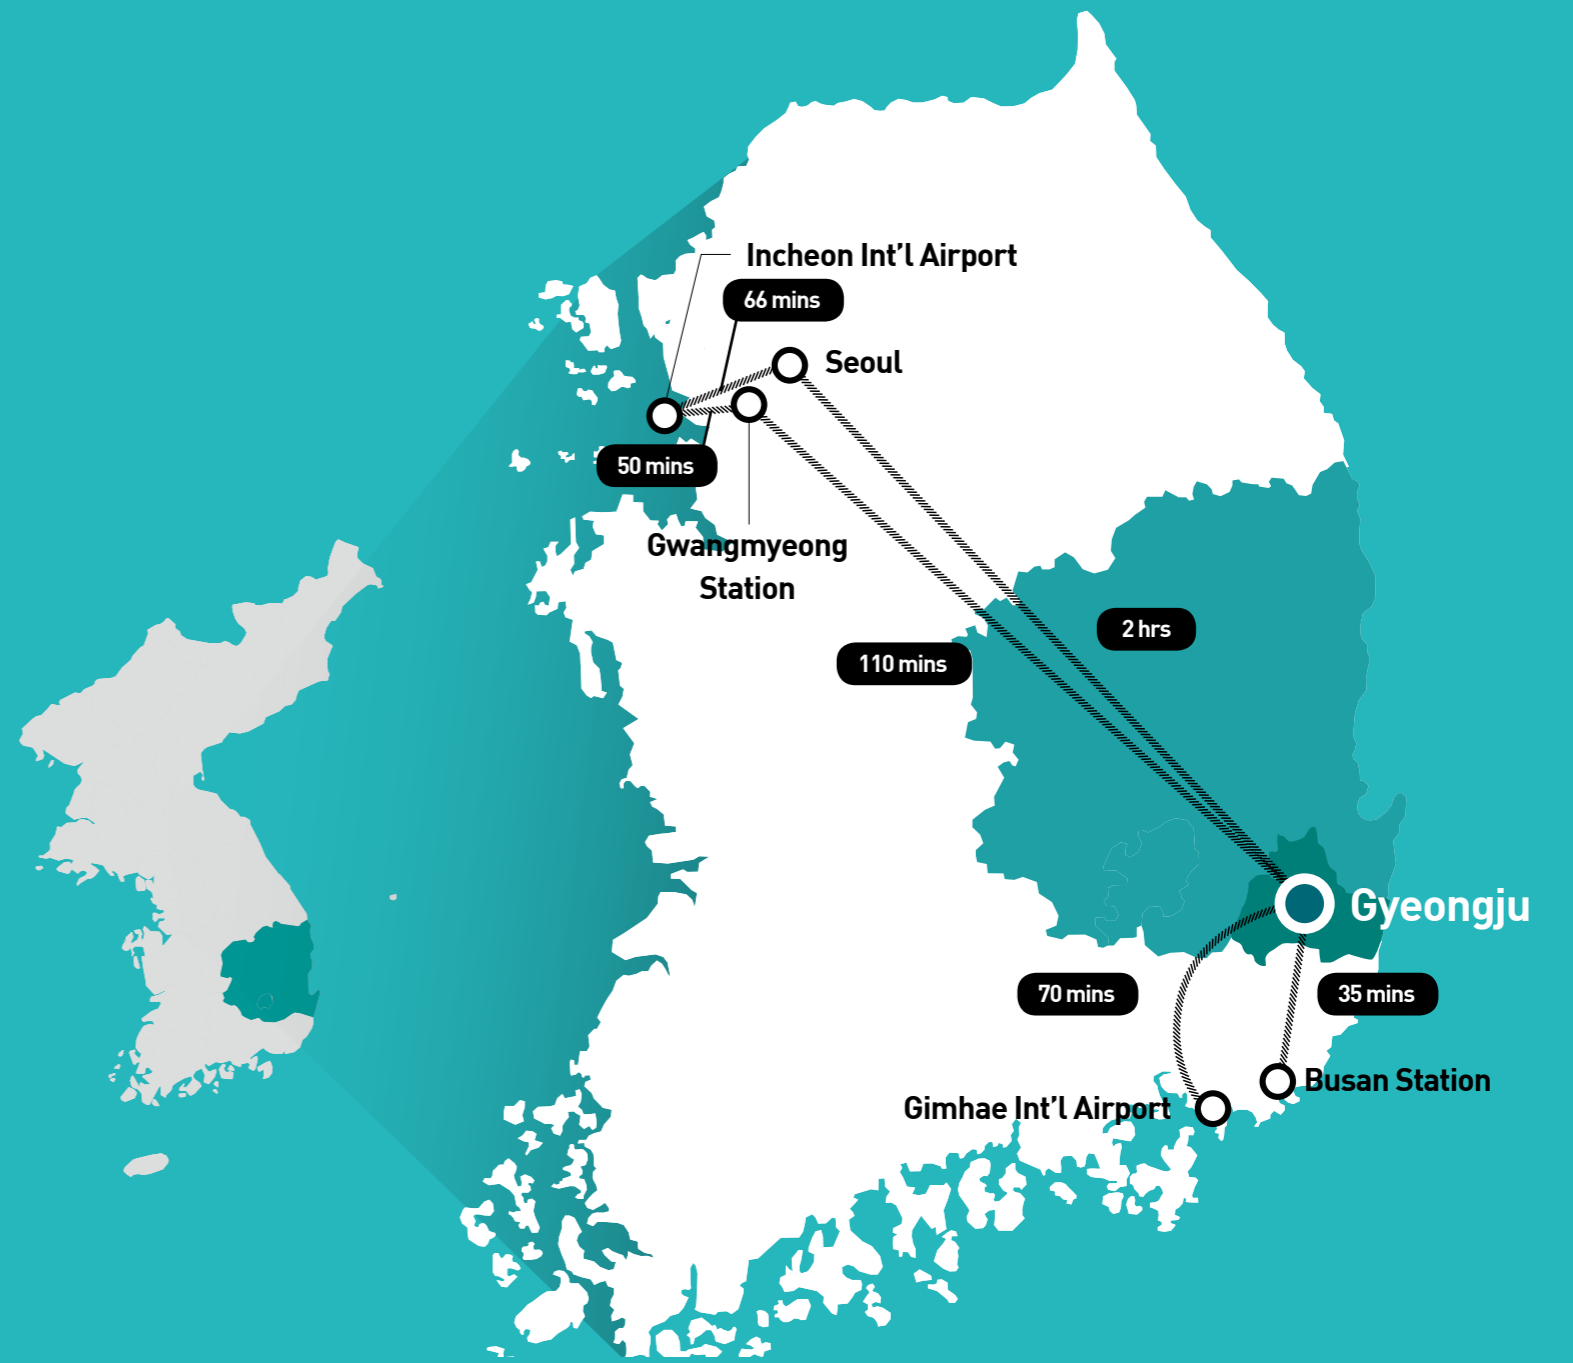 Incheon Int'l Airport
66 mins
Seoul
50 mins
Gwangmyeong
Station
2 hrs
110 mins
Gyeongju
70 mins
35 mins
Busan Station
Gimhae Int'l Airport